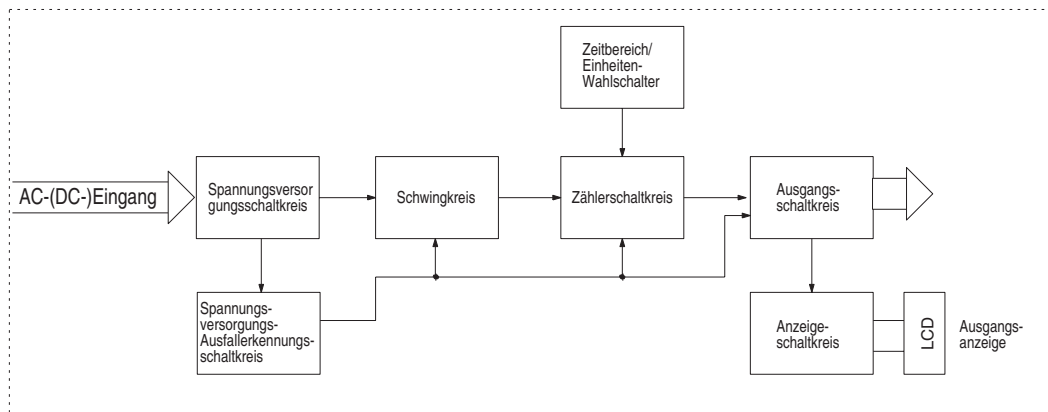 Zeitbereich/
Einheiten-
Wahlschalter
AC-(DC-)Eingang
Spannungsversor
gungsschaltkreis
Schwingkreis
Zählerschaltkreis
Ausgangs-
schaltkreis
Spannungs-
versorgungs-
Ausfallerkennungs-
schaltkreis
Anzeige-
schaltkreis
LCD
Ausgangs-
anzeige